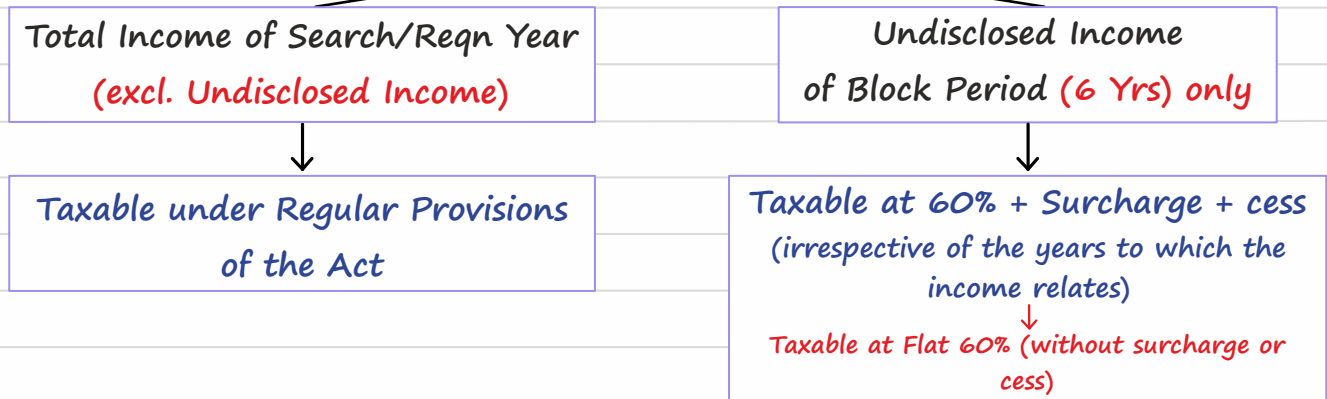 Total Income of Search/Reqn Year
(excl. Undisclosed Income)
Taxable under Regular Provisions
of the Act
Undisclosed Income
of Block Period (6 Yrs) only
Taxable at 60% + Surcharge + cess
(irrespective of the years to which the
income relates)
Taxable at Flat 60% (without surcharge or
cess)